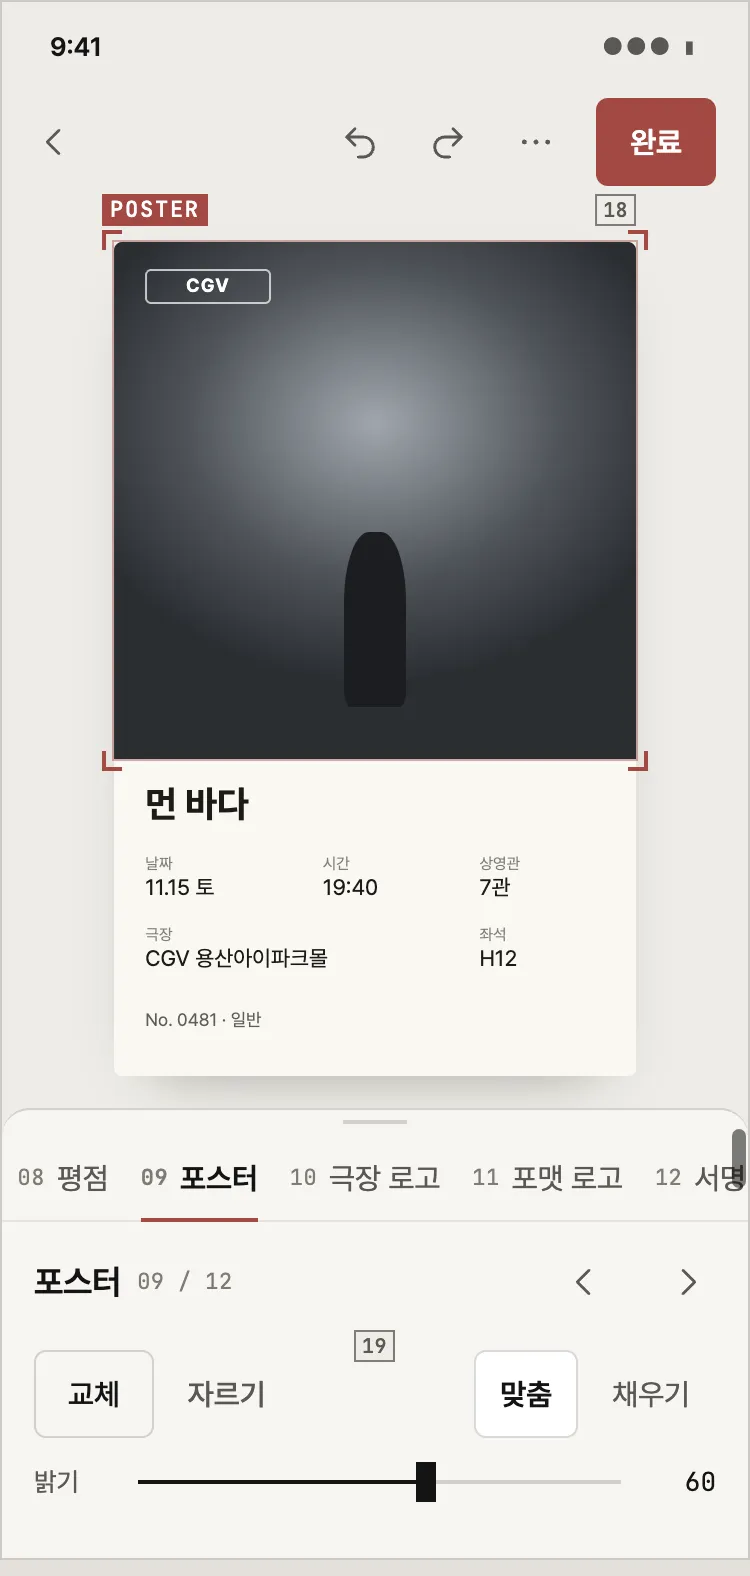 9:41
완료
POSTER
18
CGV
먼 바다
날짜 시간 상영관
11.15 토 19:40 7관
극장 좌석
CGV 용산아이파크몰 H12
No. 0481 · 일반
08 평점 09 포스터 10 극장 로고 11 포맷 로고 12 서명
포스터 09 / 12
19
교체 자르기 맞춤 채우기
밝기 60